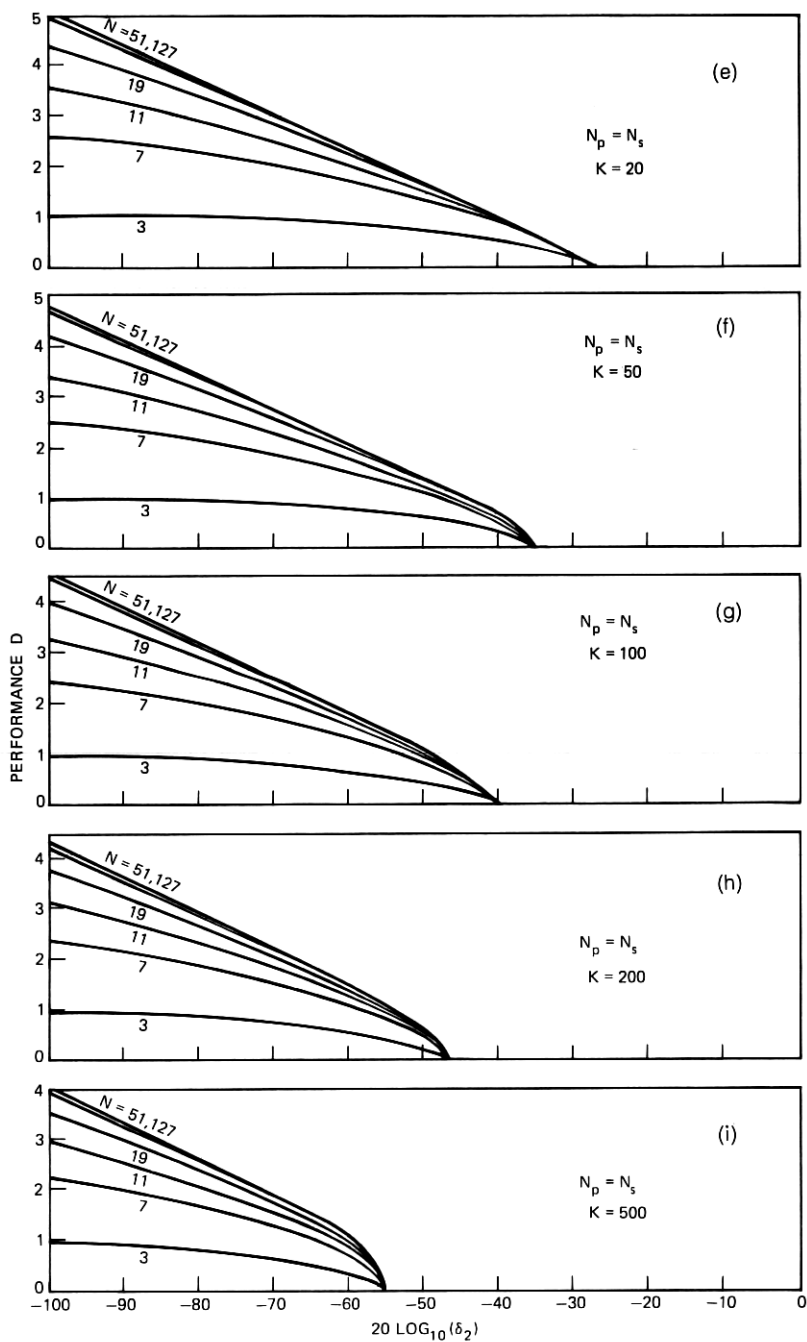 5
4
3
2
1
0
N = 51,127
19
11
7
3
(e)
N_p = N_s
K = 20
5
4
3
2
1
0
N = 51,127
19
11
7
3
(f)
N_p = N_s
K = 50
4
3
2
1
0
N = 51,127
19
11
7
3
(g)
N_p = N_s
K = 100
PERFORMANCE D
4
3
2
1
0
N = 51,127
19
11
7
3
(h)
N_p = N_s
K = 200
4
3
2
1
0
N = 51,127
19
11
7
3
(i)
N_p = N_s
K = 500
−100 −90 −80 −70 −60 −50 −40 −30 −20 −10 0
20 LOG₁₀ (δ₂)